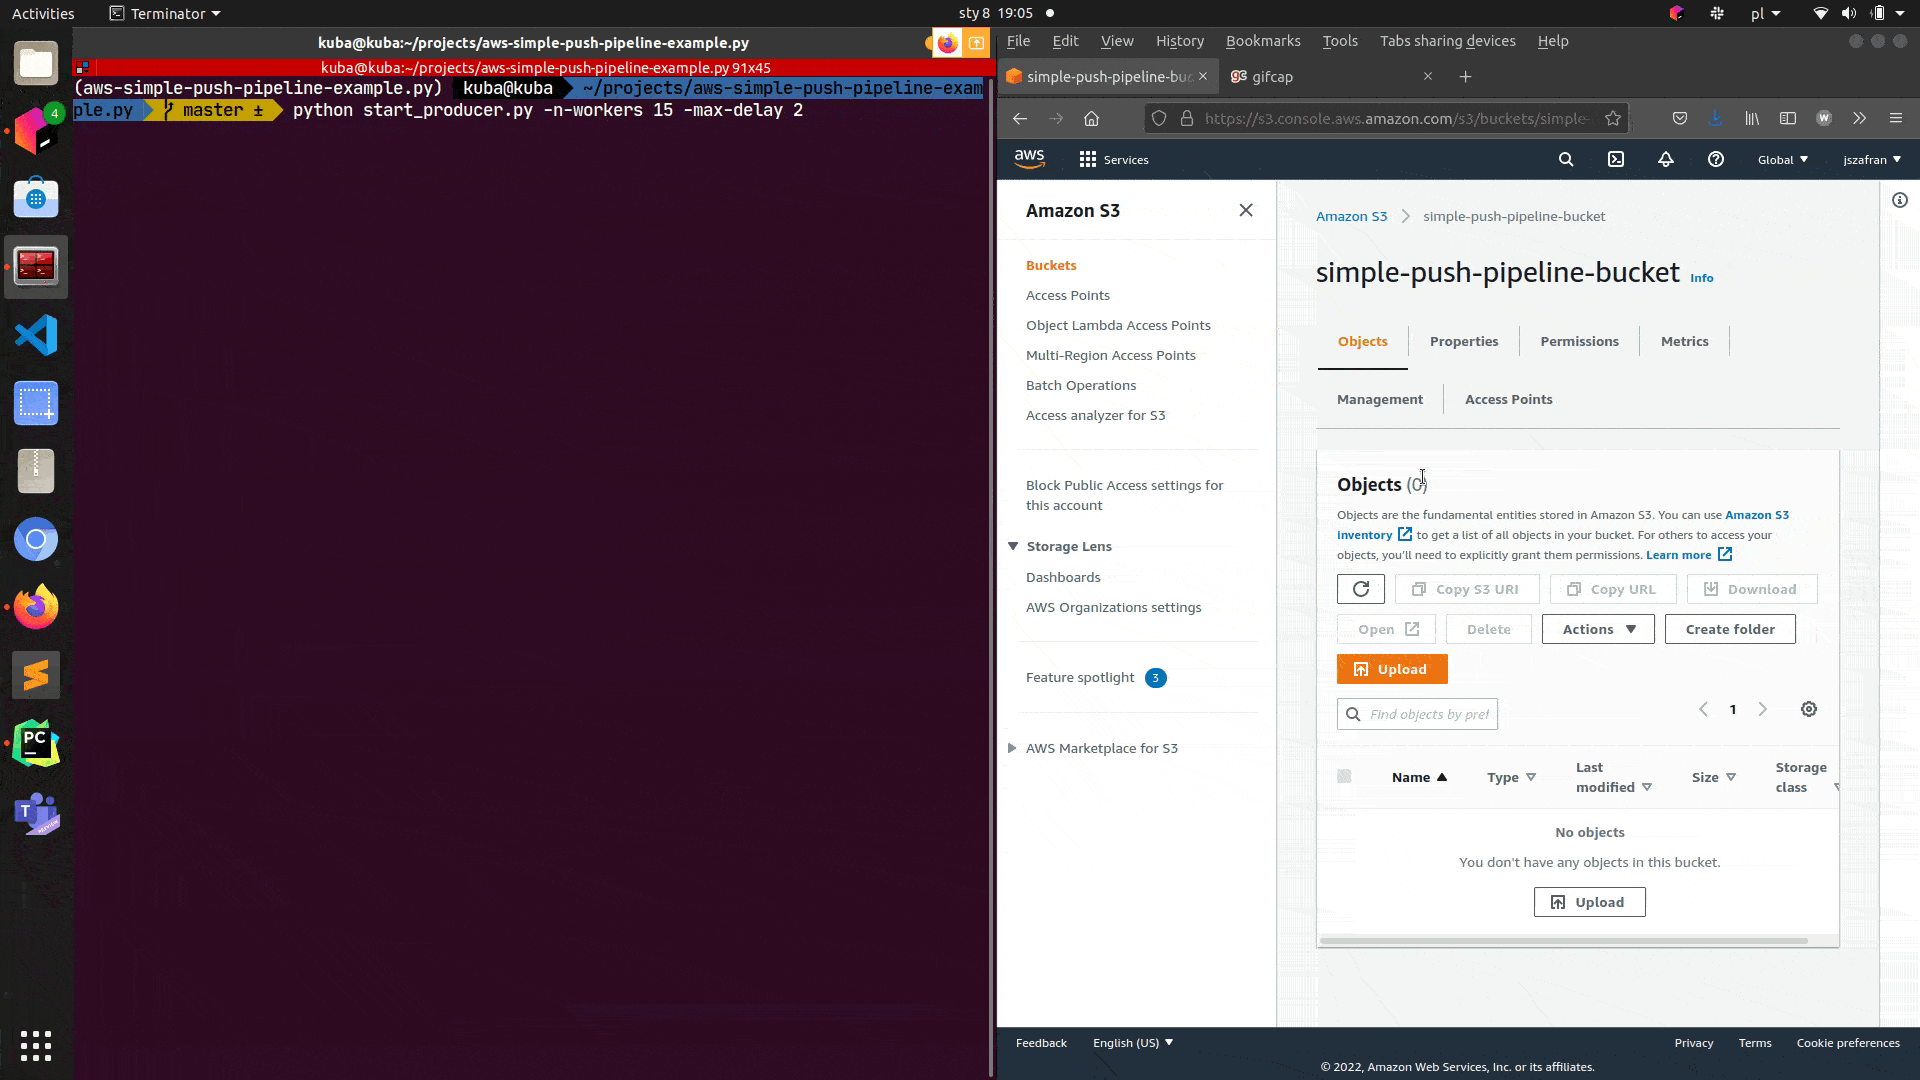 Activities
Terminator
sty 8 19:05
pl
kuba@kuba:~/projects/aws-simple-push-pipeline-example.py
kuba@kuba:~/projects/aws-simple-push-pipeline-example.py 91x45
(aws-simple-push-pipeline-example.py) kuba@kuba ~/projects/aws-simple-push-pipeline-exam
ple.py master ± python start_producer.py -n-workers 15 -max-delay 2
4
PC
T
PREVIEW
File Edit View History Bookmarks Tools Tabs sharing devices Help
simple-push-pipeline-buc
gc gifcap
https://s3.console.aws.amazon.com/s3/buckets/simple-
W
aws
Services
Global
jszafran
Amazon S3
Buckets
Access Points
Object Lambda Access Points
Multi-Region Access Points
Batch Operations
Access analyzer for S3
Block Public Access settings for
this account
Storage Lens
Dashboards
AWS Organizations settings
Feature spotlight 3
AWS Marketplace for S3
Amazon S3 > simple-push-pipeline-bucket
simple-push-pipeline-bucket Info
Objects Properties Permissions Metrics
Management Access Points
Objects (0)
Objects are the fundamental entities stored in Amazon S3. You can use Amazon S3
inventory to get a list of all objects in your bucket. For others to access your
objects, you'll need to explicitly grant them permissions. Learn more
Copy S3 URI Copy URL Download
Open Delete Actions Create folder
Upload
Find objects by pref
1
Name Type Last modified Size Storage class
No objects
You don't have any objects in this bucket.
Upload
Feedback English (US) Privacy Terms Cookie preferences
© 2022, Amazon Web Services, Inc. or its affiliates.